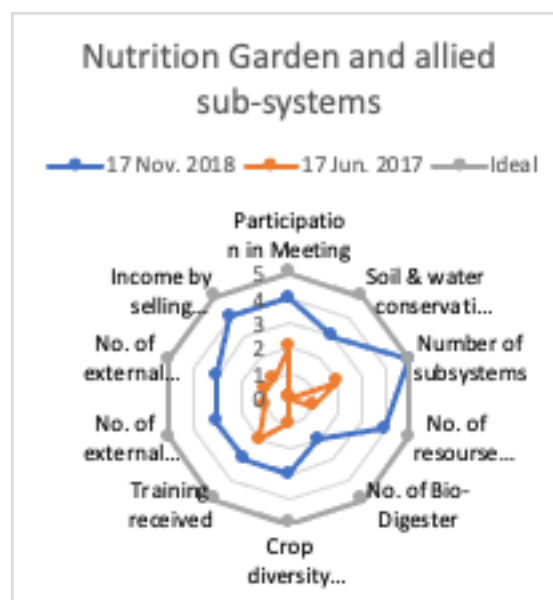 Nutrition Garden and allied
sub-systems
17 Nov. 2018 17 Jun. 2017 Ideal
Participatio
n in Meeting
Soil & water
conservati...
Number of
subsystems
No. of
resourse...
No. of Bio-
Digester
Crop
diversity...
Training
received
No. of
external...
No. of
external...
Income by
selling...
5
4
3
2
1
0